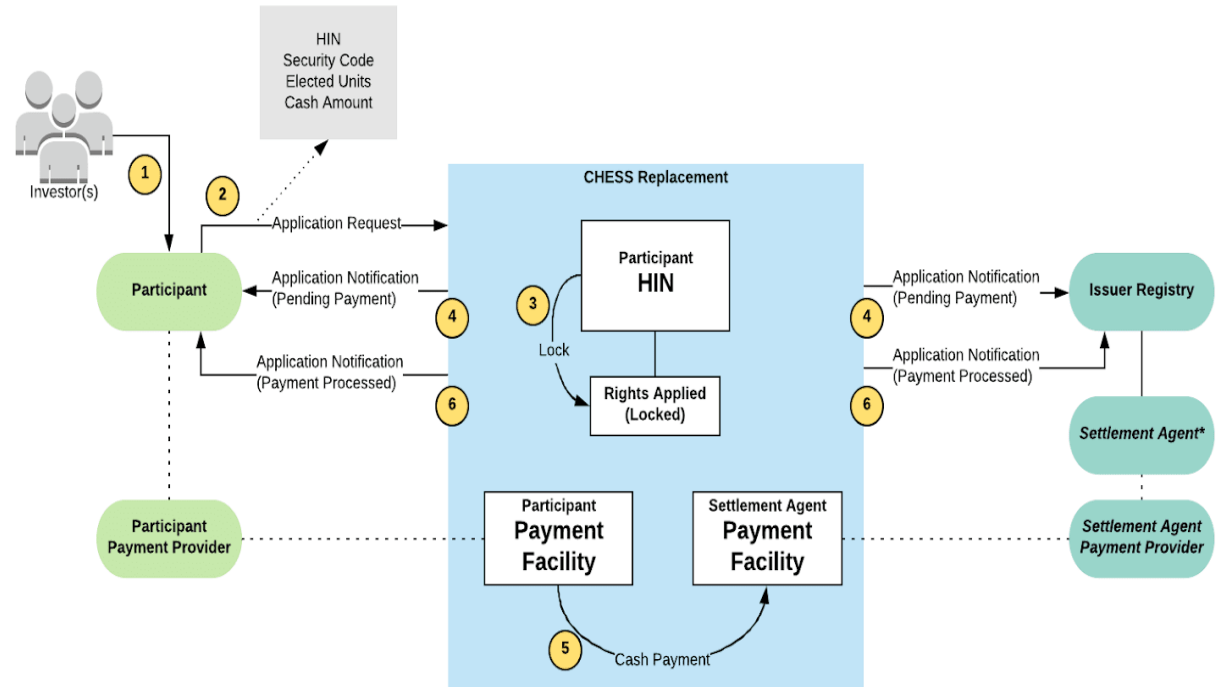 HIN
Security Code
Elected Units
Cash Amount
Investor(s)
1
2
Application Request
CHESS Replacement
Participant
HIN
3
Lock
Rights Applied
(Locked)
Participant
Application Notification
(Pending Payment)
4
Application Notification
(Payment Processed)
6
Application Notification
(Pending Payment)
4
Application Notification
(Payment Processed)
6
Issuer Registry
Settlement Agent*
Participant
Payment Provider
Participant
Payment
Facility
Settlement Agent
Payment
Facility
Settlement Agent
Payment Provider
5
Cash Payment